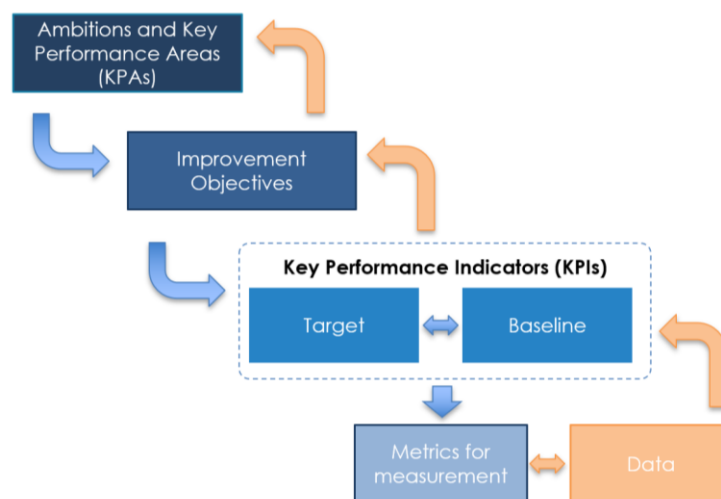 Ambitions and Key
Performance Areas
(KPAs)
Improvement
Objectives
Key Performance Indicators (KPIs)
Target
Baseline
Metrics for
measurement
Data